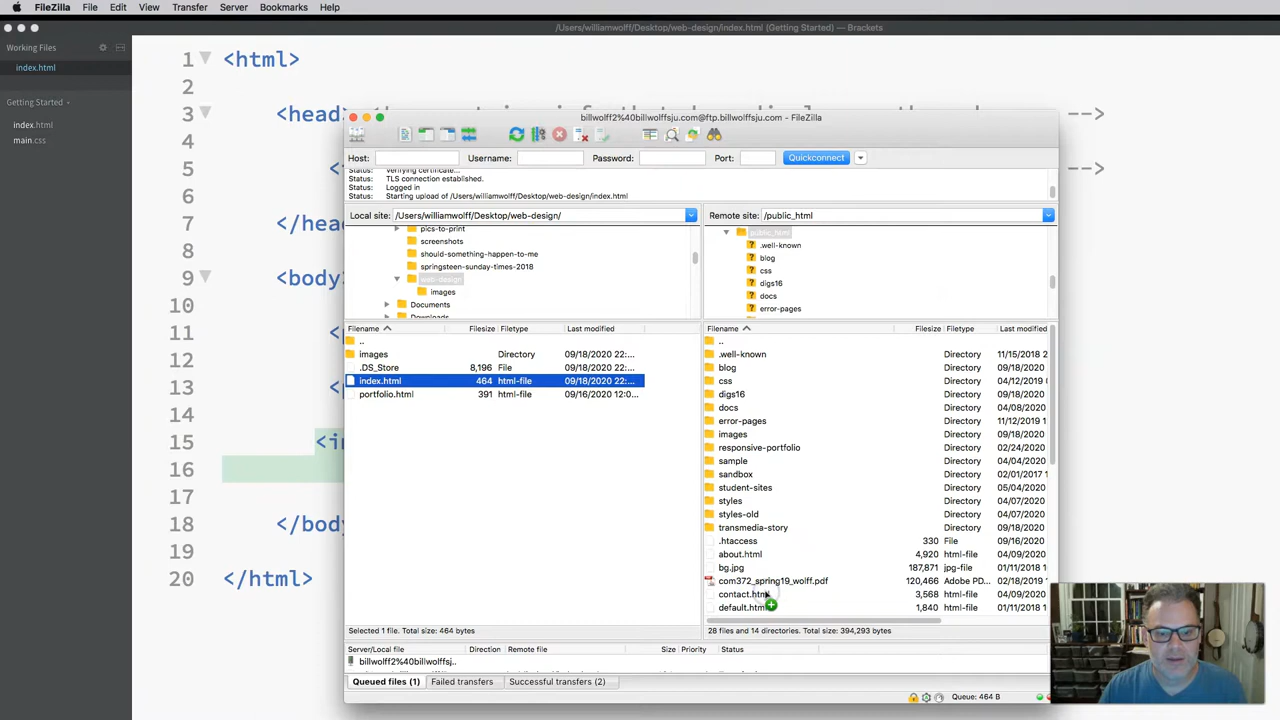 FileZilla File Edit View Transfer Server Bookmarks Help
/Users/williamwolff/Desktop/web-design/index.html (Getting Started) — Brackets
Working Files
index.html
Getting Started
index.html
main.css
1 <html>
2
3 <head> -->
4
5 -->
6
7 </head>
8
9 <body>
10
11
12
13
14
15
16
17
18 </body>
19
20 </html>
billwolff2%40billwolffsju.com@ftp.billwolffsju.com - FileZilla
Host: Username: Password: Port: Quickconnect
Status: Verifying certificate...
Status: TLS connection established.
Status: Logged in
Status: Starting upload of /Users/williamwolff/Desktop/web-design/index.html
Local site: /Users/williamwolff/Desktop/web-design/
pics-to-print
screenshots
should-something-happen-to-me
springsteen-sunday-times-2018
web-design
images
Documents
Downloads
Remote site: /public_html
public_html
.well-known
blog
css
digs16
docs
error-pages
Filename Filesize Filetype Last modified
..
images Directory 09/18/2020 22:...
.DS_Store 8,196 File 09/18/2020 22:...
index.html 464 html-file 09/18/2020 22:...
portfolio.html 391 html-file 09/16/2020 12:0...
Selected 1 file. Total size: 464 bytes
Filename Filesize Filetype Last modified
..
.well-known Directory 11/15/2018 2
blog Directory 09/18/2020
css Directory 04/12/2019
digs16 Directory 09/18/2020
docs Directory 04/08/2020
error-pages Directory 11/12/2019
images Directory 09/18/2020
responsive-portfolio Directory 02/24/2020
sample Directory 04/04/2020
sandbox Directory 02/01/2017
student-sites Directory 05/04/2020
styles Directory 04/07/2020
styles-old Directory 04/07/2020
transmedia-story Directory 09/18/2020
.htaccess 330 File 09/16/2020
about.html 4,920 html-file 04/09/2020
bg.jpg 187,871 jpg-file 01/11/2018
com372_spring19_wolff.pdf 120,466 Adobe PD... 02/18/2019
contact.html 3,568 html-file 04/09/2020
default.html 1,840 html-file 01/11/2018
28 files and 14 directories. Total size: 394,293 bytes
Server/Local file Direction Remote file Size Priority Status
billwolff2%40billwolffsj...
Queued files (1) Failed transfers Successful transfers (2)
Queue: 464 B